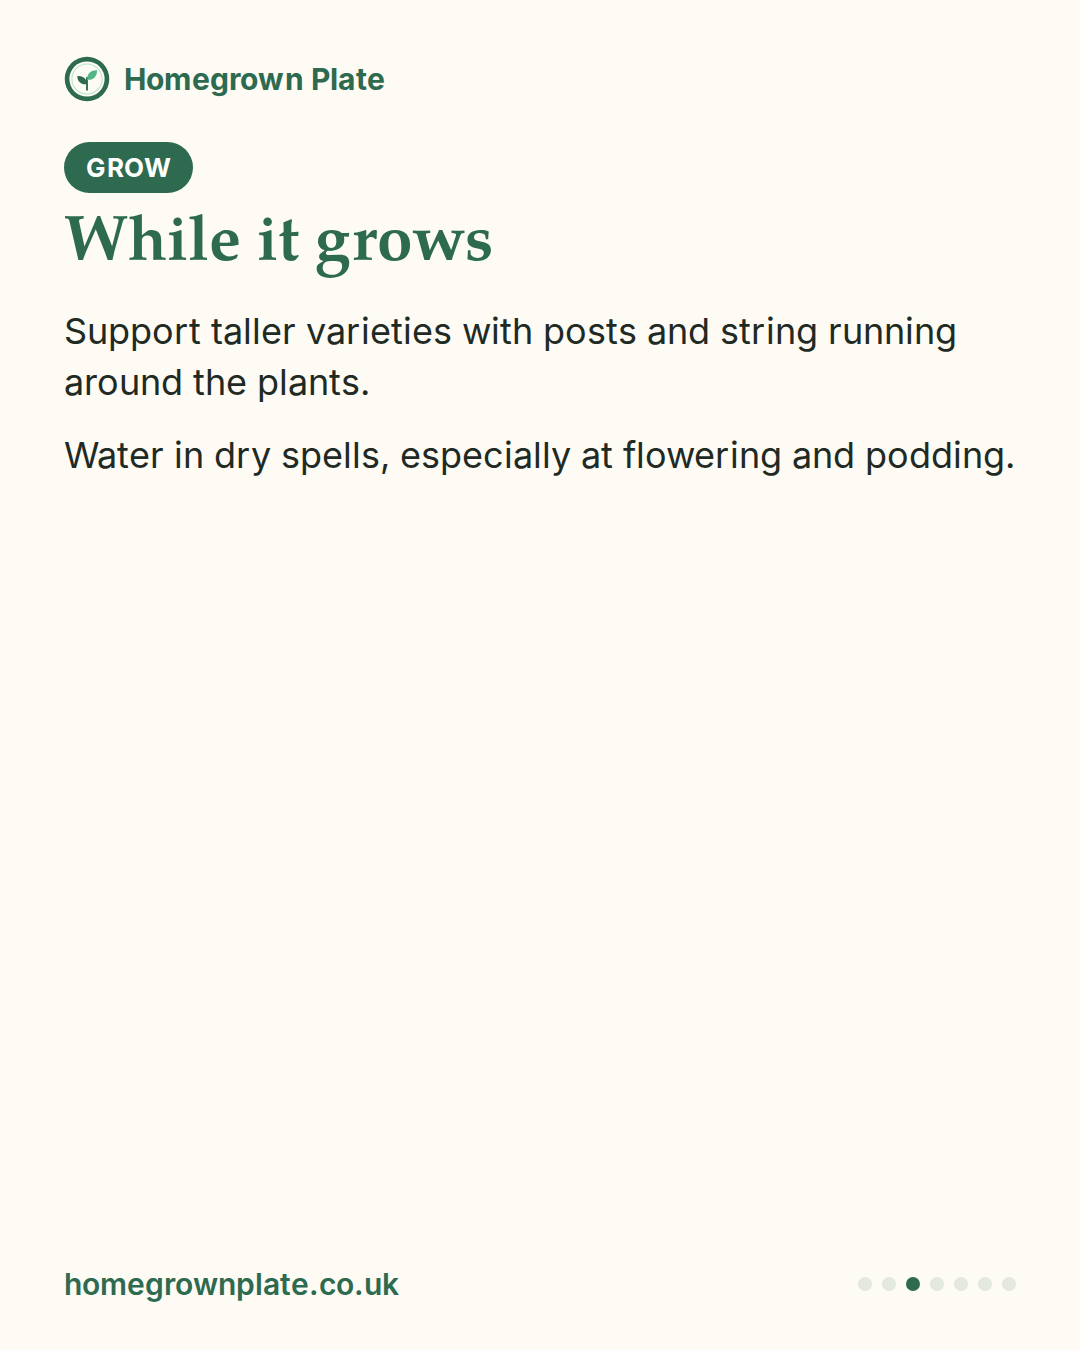 Homegrown Plate
GROW
While it grows
Support taller varieties with posts and string running
around the plants.
Water in dry spells, especially at flowering and podding.
homegrownplate.co.uk